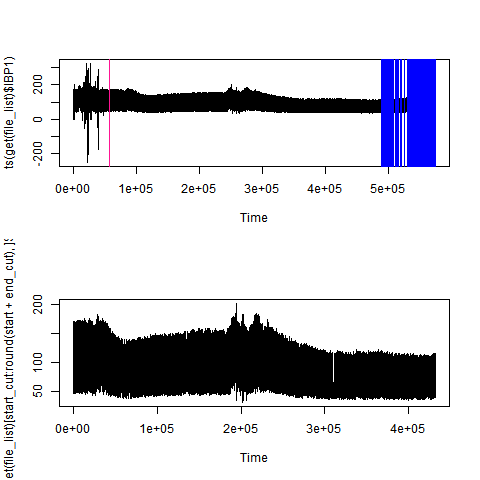 ts(get(file_list)$IBP1)
200
0
-200
0e+00 1e+05 2e+05 3e+05 4e+05 5e+05
Time
et(file_list)[start_cut:round(start + end_cut), ]$
200
100
50
0e+00 1e+05 2e+05 3e+05 4e+05
Time